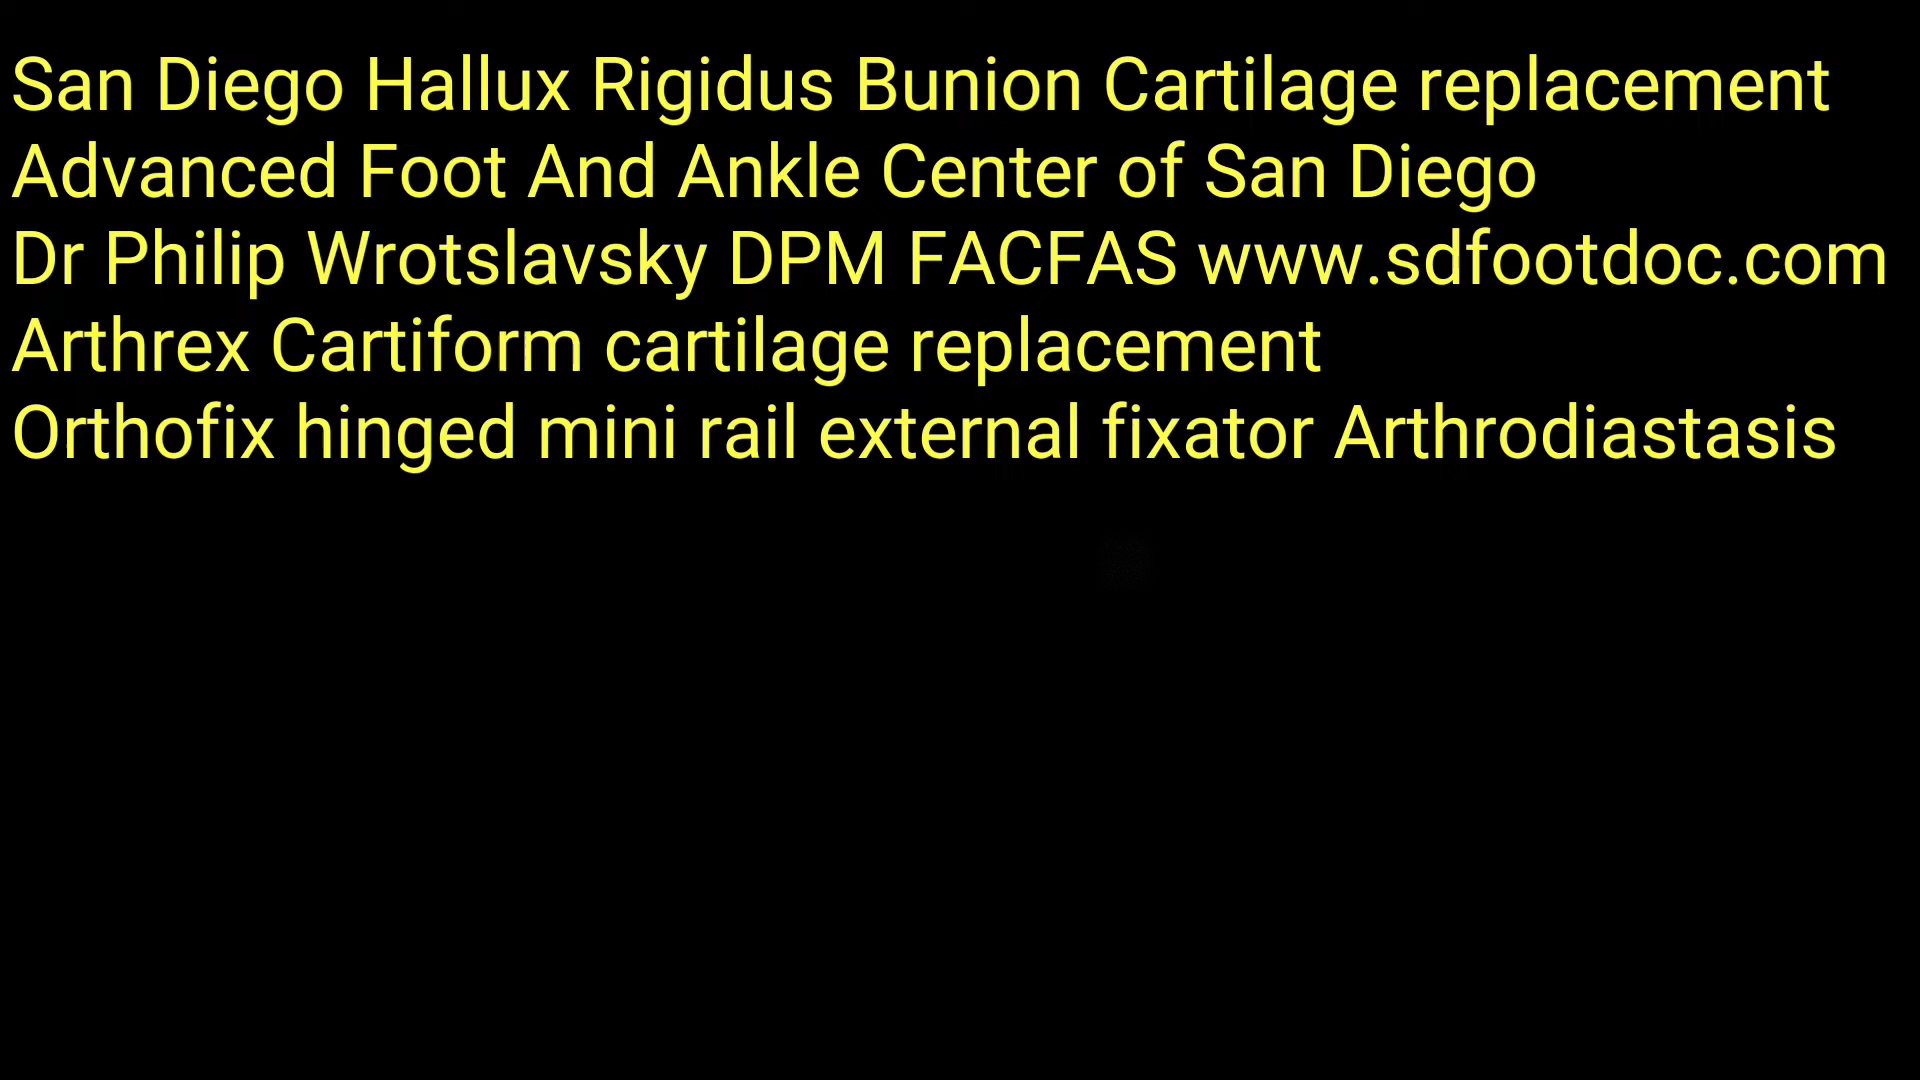 San Diego Hallux Rigidus Bunion Cartilage replacement
Advanced Foot And Ankle Center of San Diego
Dr Philip Wrotslavsky DPM FACFAS www.sdfootdoc.com
Arthrex Cartiform cartilage replacement
Orthofix hinged mini rail external fixator Arthrodiastasis